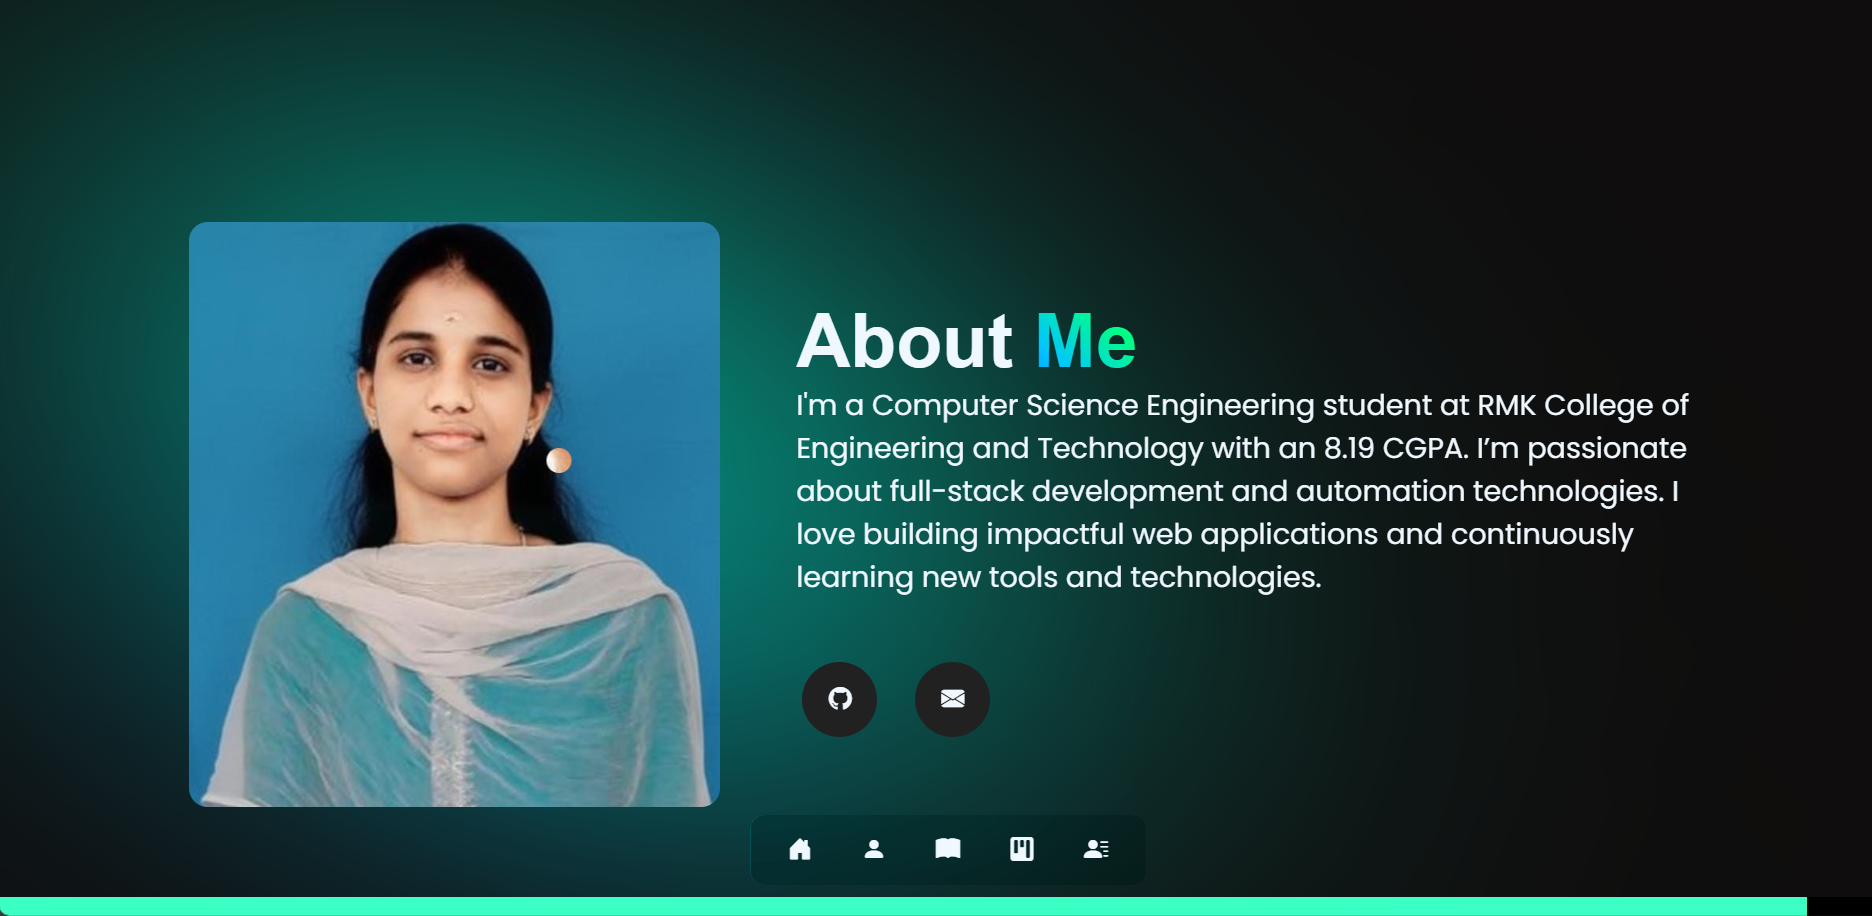 About Me
I'm a Computer Science Engineering student at RMK College of
Engineering and Technology with an 8.19 CGPA. I’m passionate
about full-stack development and automation technologies. I
love building impactful web applications and continuously
learning new tools and technologies.